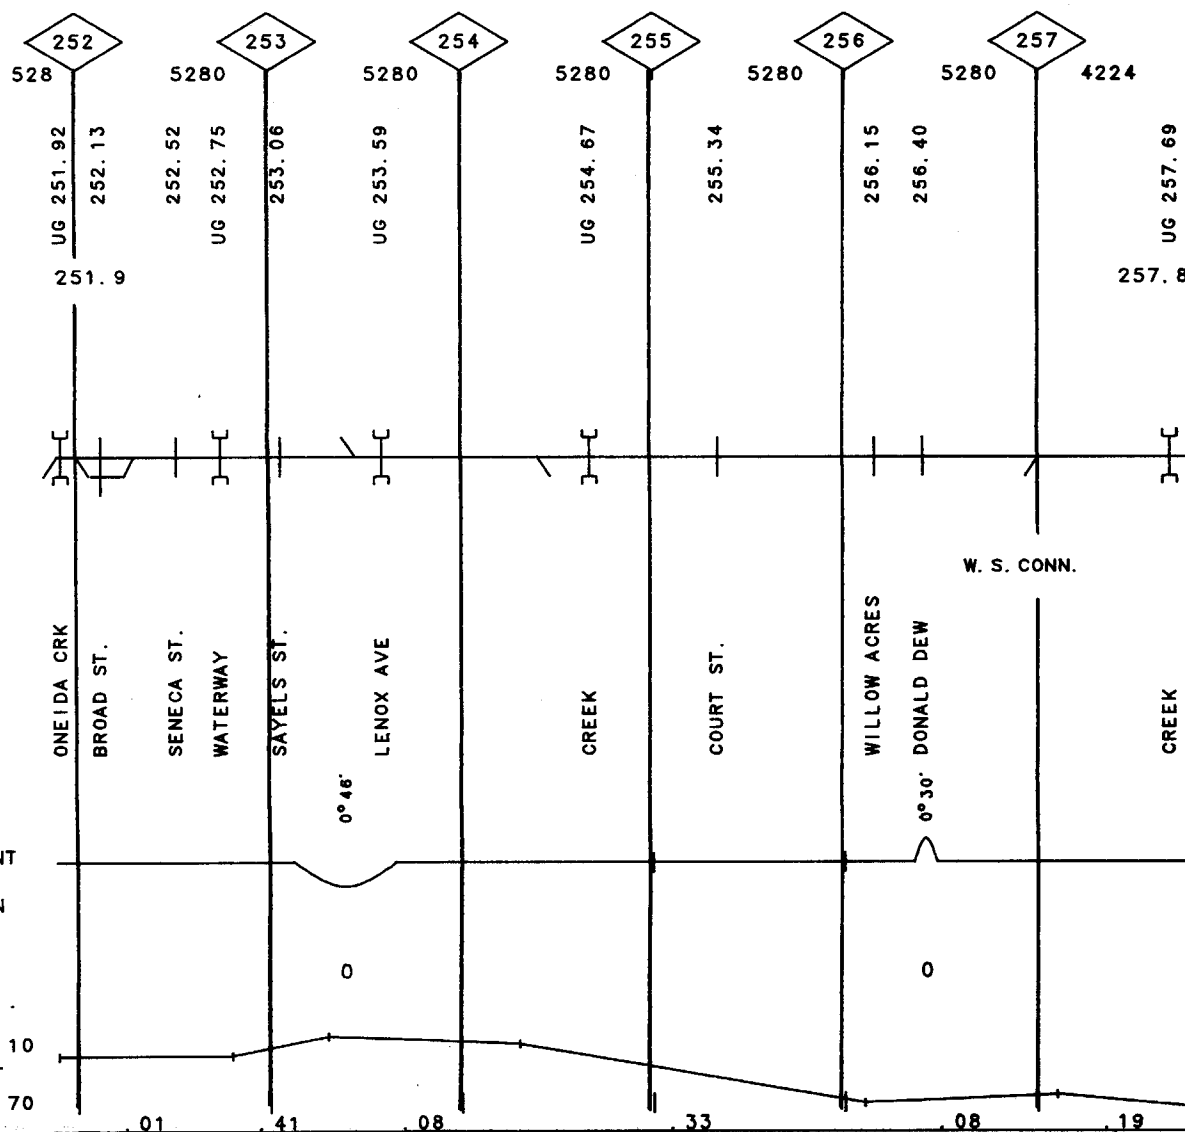 252 253 254 255 256 257
528 5280 5280 5280 5280 5280 4224
UG 251.92
252.13
252.52
UG 252.75
253.06
UG 253.59
UG 254.67
255.34
256.15
256.40
UG 257.69
251.9
257.8
W. S. CONN.
ONEIDA CRK
BROAD ST.
SENECA ST.
WATERWAY
SAYELS ST.
LENOX AVE
CREEK
COURT ST.
WILLOW ACRES
DONALD DEW
CREEK
0°46'
0°30'
NT
N
0 0
10
70
.01 .41 .08 .33 .08 .19